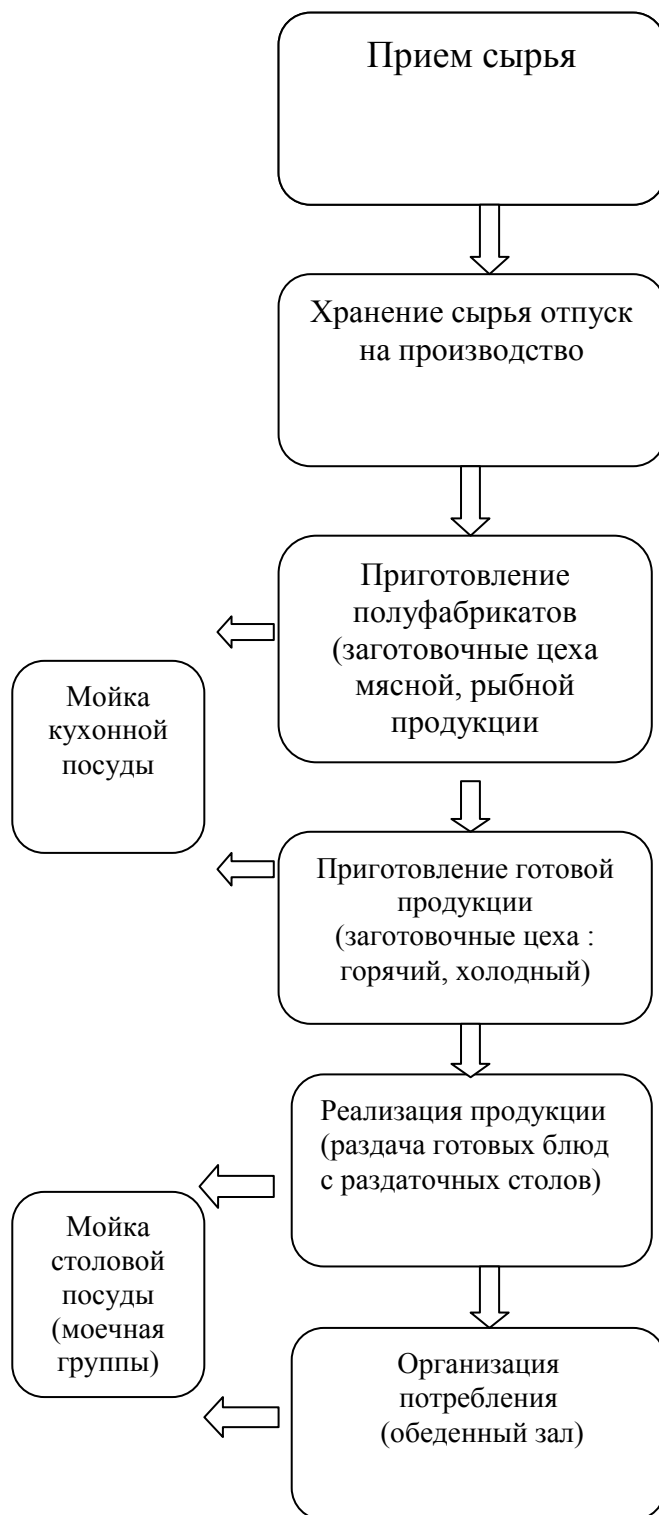 Прием сырья
Хранение сырья отпуск
на производство
Приготовление
полуфабрикатов
(заготовочные цеха
мясной, рыбной
продукции
Мойка
кухонной
посуды
Приготовление готовой
продукции
(заготовочные цеха :
горячий, холодный)
Реализация продукции
(раздача готовых блюд
с раздаточных столов)
Мойка
столовой
посуды
(моечная
группы)
Организация
потребления
(обеденный зал)